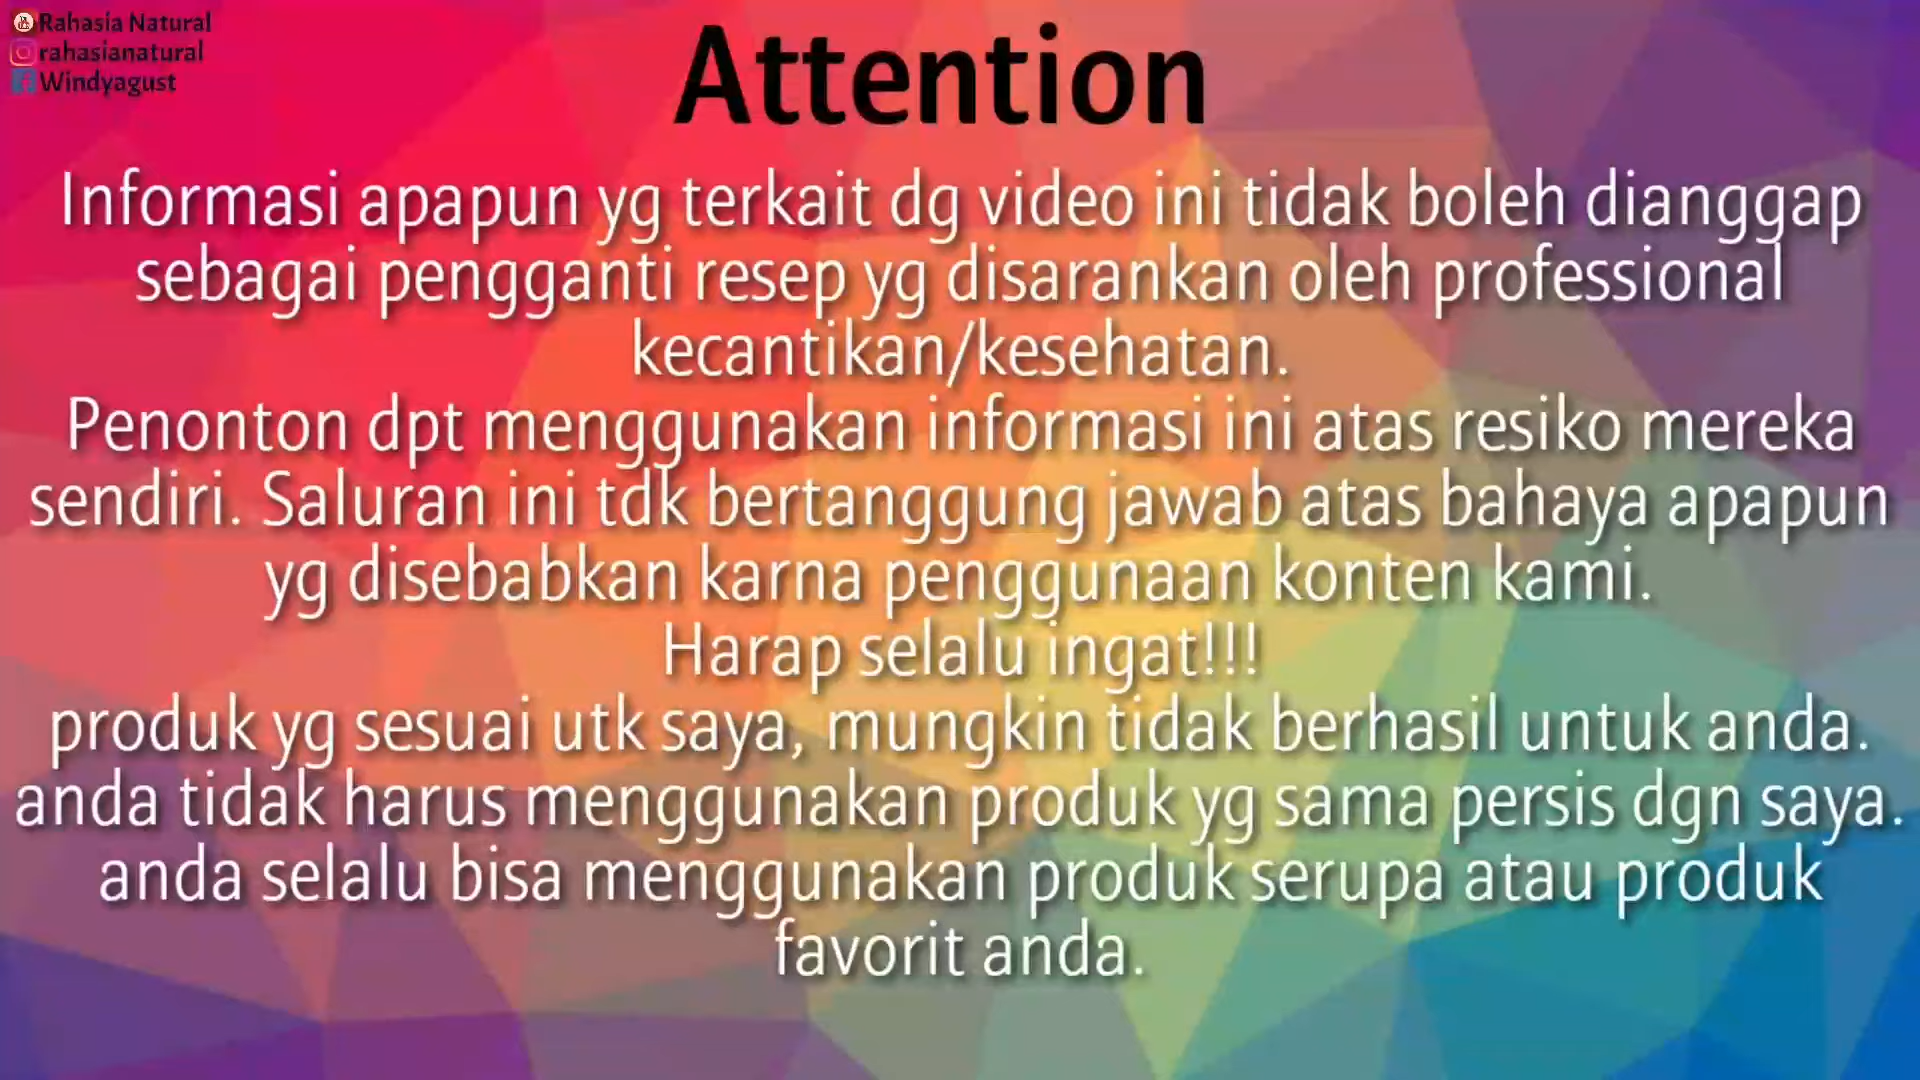 Rahasia Natural
rahasianatural
Windyagust
Attention
Informasi apapun yg terkait dg video ini tidak boleh dianggap
sebagai pengganti resep yg disarankan oleh professional
kecantikan/kesehatan.
Penonton dpt menggunakan informasi ini atas resiko mereka
sendiri. Saluran ini tdk bertanggung jawab atas bahaya apapun
yg disebabkan karna penggunaan konten kami.
Harap selalu ingat!!!
produk yg sesuai utk saya, mungkin tidak berhasil untuk anda.
anda tidak harus menggunakan produk yg sama persis dgn saya.
anda selalu bisa menggunakan produk serupa atau produk
favorit anda.